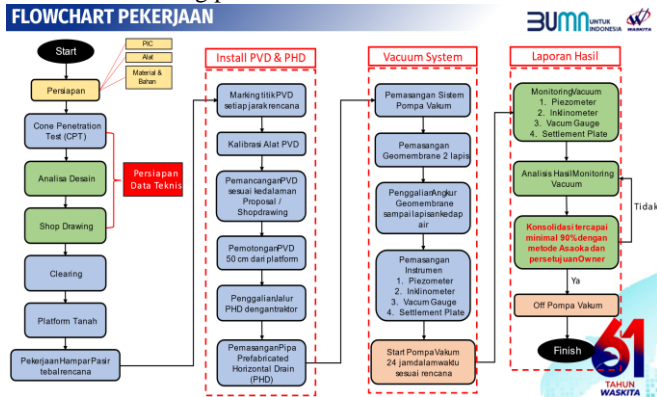 FLOWCHART PEKERJAAN
BUMN UNTUK
INDONESIA
WASKITA
Start
PIC
Alat
Material &
Bahan
Persiapan
Cone Penetration
Test (CPT)
Analisa Desain
Shop Drawing
Persiapan
Data Teknis
Clearing
Platform Tanah
Pekerjaan Hampar Pasir
tebal rencana
Install PVD & PHD
Marking titik PVD
setiap jarak rencana
Kalibrasi Alat PVD
Pemancangan PVD
sesuai kedalaman
Proposal /
Shopdrawing
Pemotongan PVD
50 cm dari platform
Penggalian Jalur
PHD dengan traktor
Pemasangan Pipa
Prefabricated
Horizontal Drain
(PHD)
Vacuum System
Pemasangan Sistem
Pompa Vakum
Pemasangan
Geomembrane 2 lapis
Penggalian Angkur
Geomembrane
sampai lapisan kedap
air
Pemasangan
Instrumen
1. Piezometer
2. Inklinometer
3. Vacum Gauge
4. Settlement Plate
Start Pompa Vakum
24 jam dalam waktu
sesuai rencana
Laporan Hasil
Monitoring Vacuum
1. Piezometer
2. Inklinometer
3. Vacum Gauge
4. Settlement Plate
Analisis Hasil Monitoring
Vacuum
Tidak
Konsolidasi tercapai
minimal 90% dengan
metode Asaoka dan
persetujuan Owner
Ya
Off Pompa Vakum
Finish
61
TAHUN
WASKITA